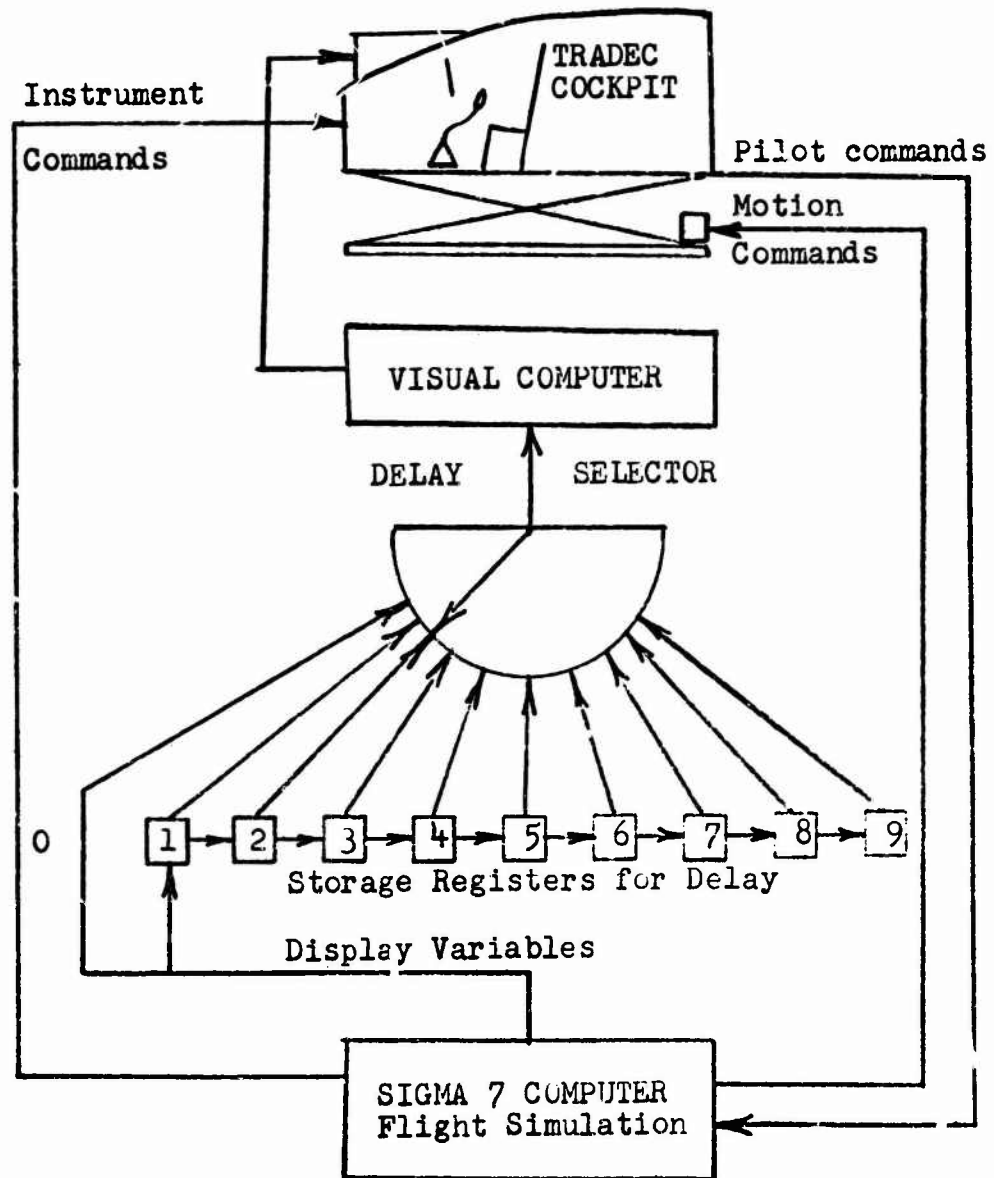 TRADEC
COCKPIT
Instrument
Commands
Pilot commands
Motion
Commands
VISUAL COMPUTER
DELAY SELECTOR
0 1 2 3 4 5 6 7 8 9
Storage Registers for Delay
Display Variables
SIGMA 7 COMPUTER
Flight Simulation